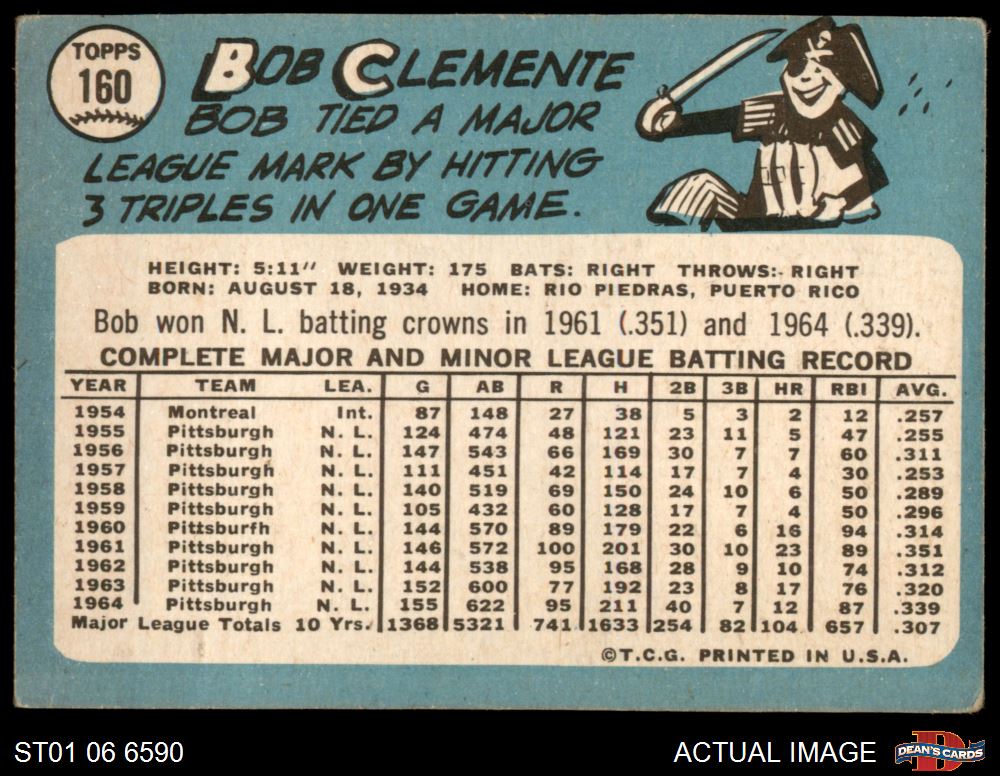 TOPPS
160
BOB CLEMENTE
BOB TIED A MAJOR
LEAGUE MARK BY HITTING
3 TRIPLES IN ONE GAME.
HEIGHT: 5:11" WEIGHT: 175 BATS: RIGHT THROWS: RIGHT
BORN: AUGUST 18, 1934 HOME: RIO PIEDRAS, PUERTO RICO
Bob won N. L. batting crowns in 1961 (.351) and 1964 (.339).
COMPLETE MAJOR AND MINOR LEAGUE BATTING RECORD
YEAR TEAM LEA. G AB R H 2B 3B HR RBI AVG.
1954 Montreal Int. 87 148 27 38 5 3 2 12 .257
1955 Pittsburgh N. L. 124 474 48 121 23 11 5 47 .255
1956 Pittsburgh N. L. 147 543 66 169 30 7 7 60 .311
1957 Pittsburgh N. L. 111 451 42 114 17 7 4 30 .253
1958 Pittsburgh N. L. 140 519 69 150 24 10 6 50 .289
1959 Pittsburgh N. L. 105 432 60 128 17 7 4 50 .296
1960 Pittsburfh N. L. 144 570 89 179 22 6 16 94 .314
1961 Pittsburgh N. L. 146 572 100 201 30 10 23 89 .351
1962 Pittsburgh N. L. 144 538 95 168 28 9 10 74 .312
1963 Pittsburgh N. L. 152 600 77 192 23 8 17 76 .320
1964 Pittsburgh N. L. 155 622 95 211 40 7 12 87 .339
Major League Totals 10 Yrs. 1368 5321 741 1633 254 82 104 657 .307
©T.C.G. PRINTED IN U.S.A.
ST01 06 6590 ACTUAL IMAGE DEAN'S CARDS